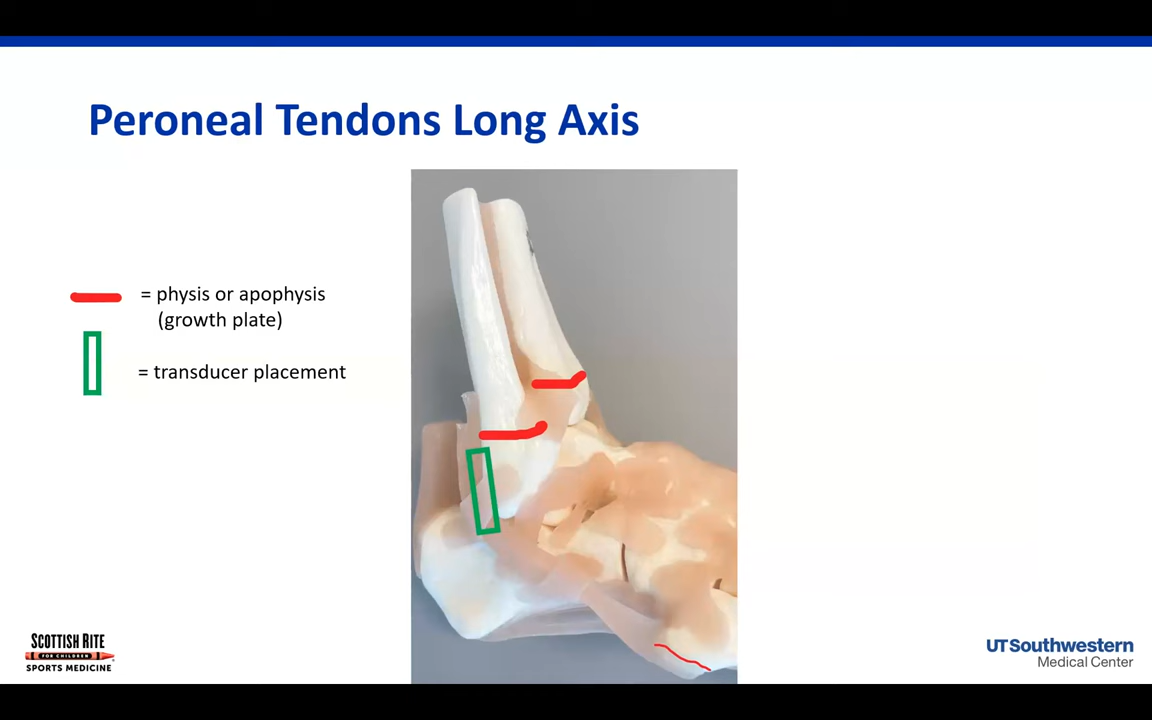 Peroneal Tendons Long Axis
= physis or apophysis
(growth plate)
= transducer placement
SCOTTISH RITE
FOR CHILDREN
SPORTS MEDICINE
UTSouthwestern
Medical Center